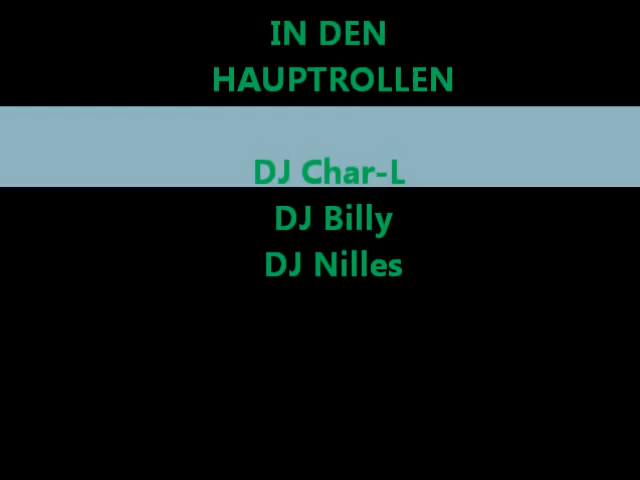 IN DEN
HAUPTROLLEN
DJ Char-L
DJ Billy
DJ Nilles